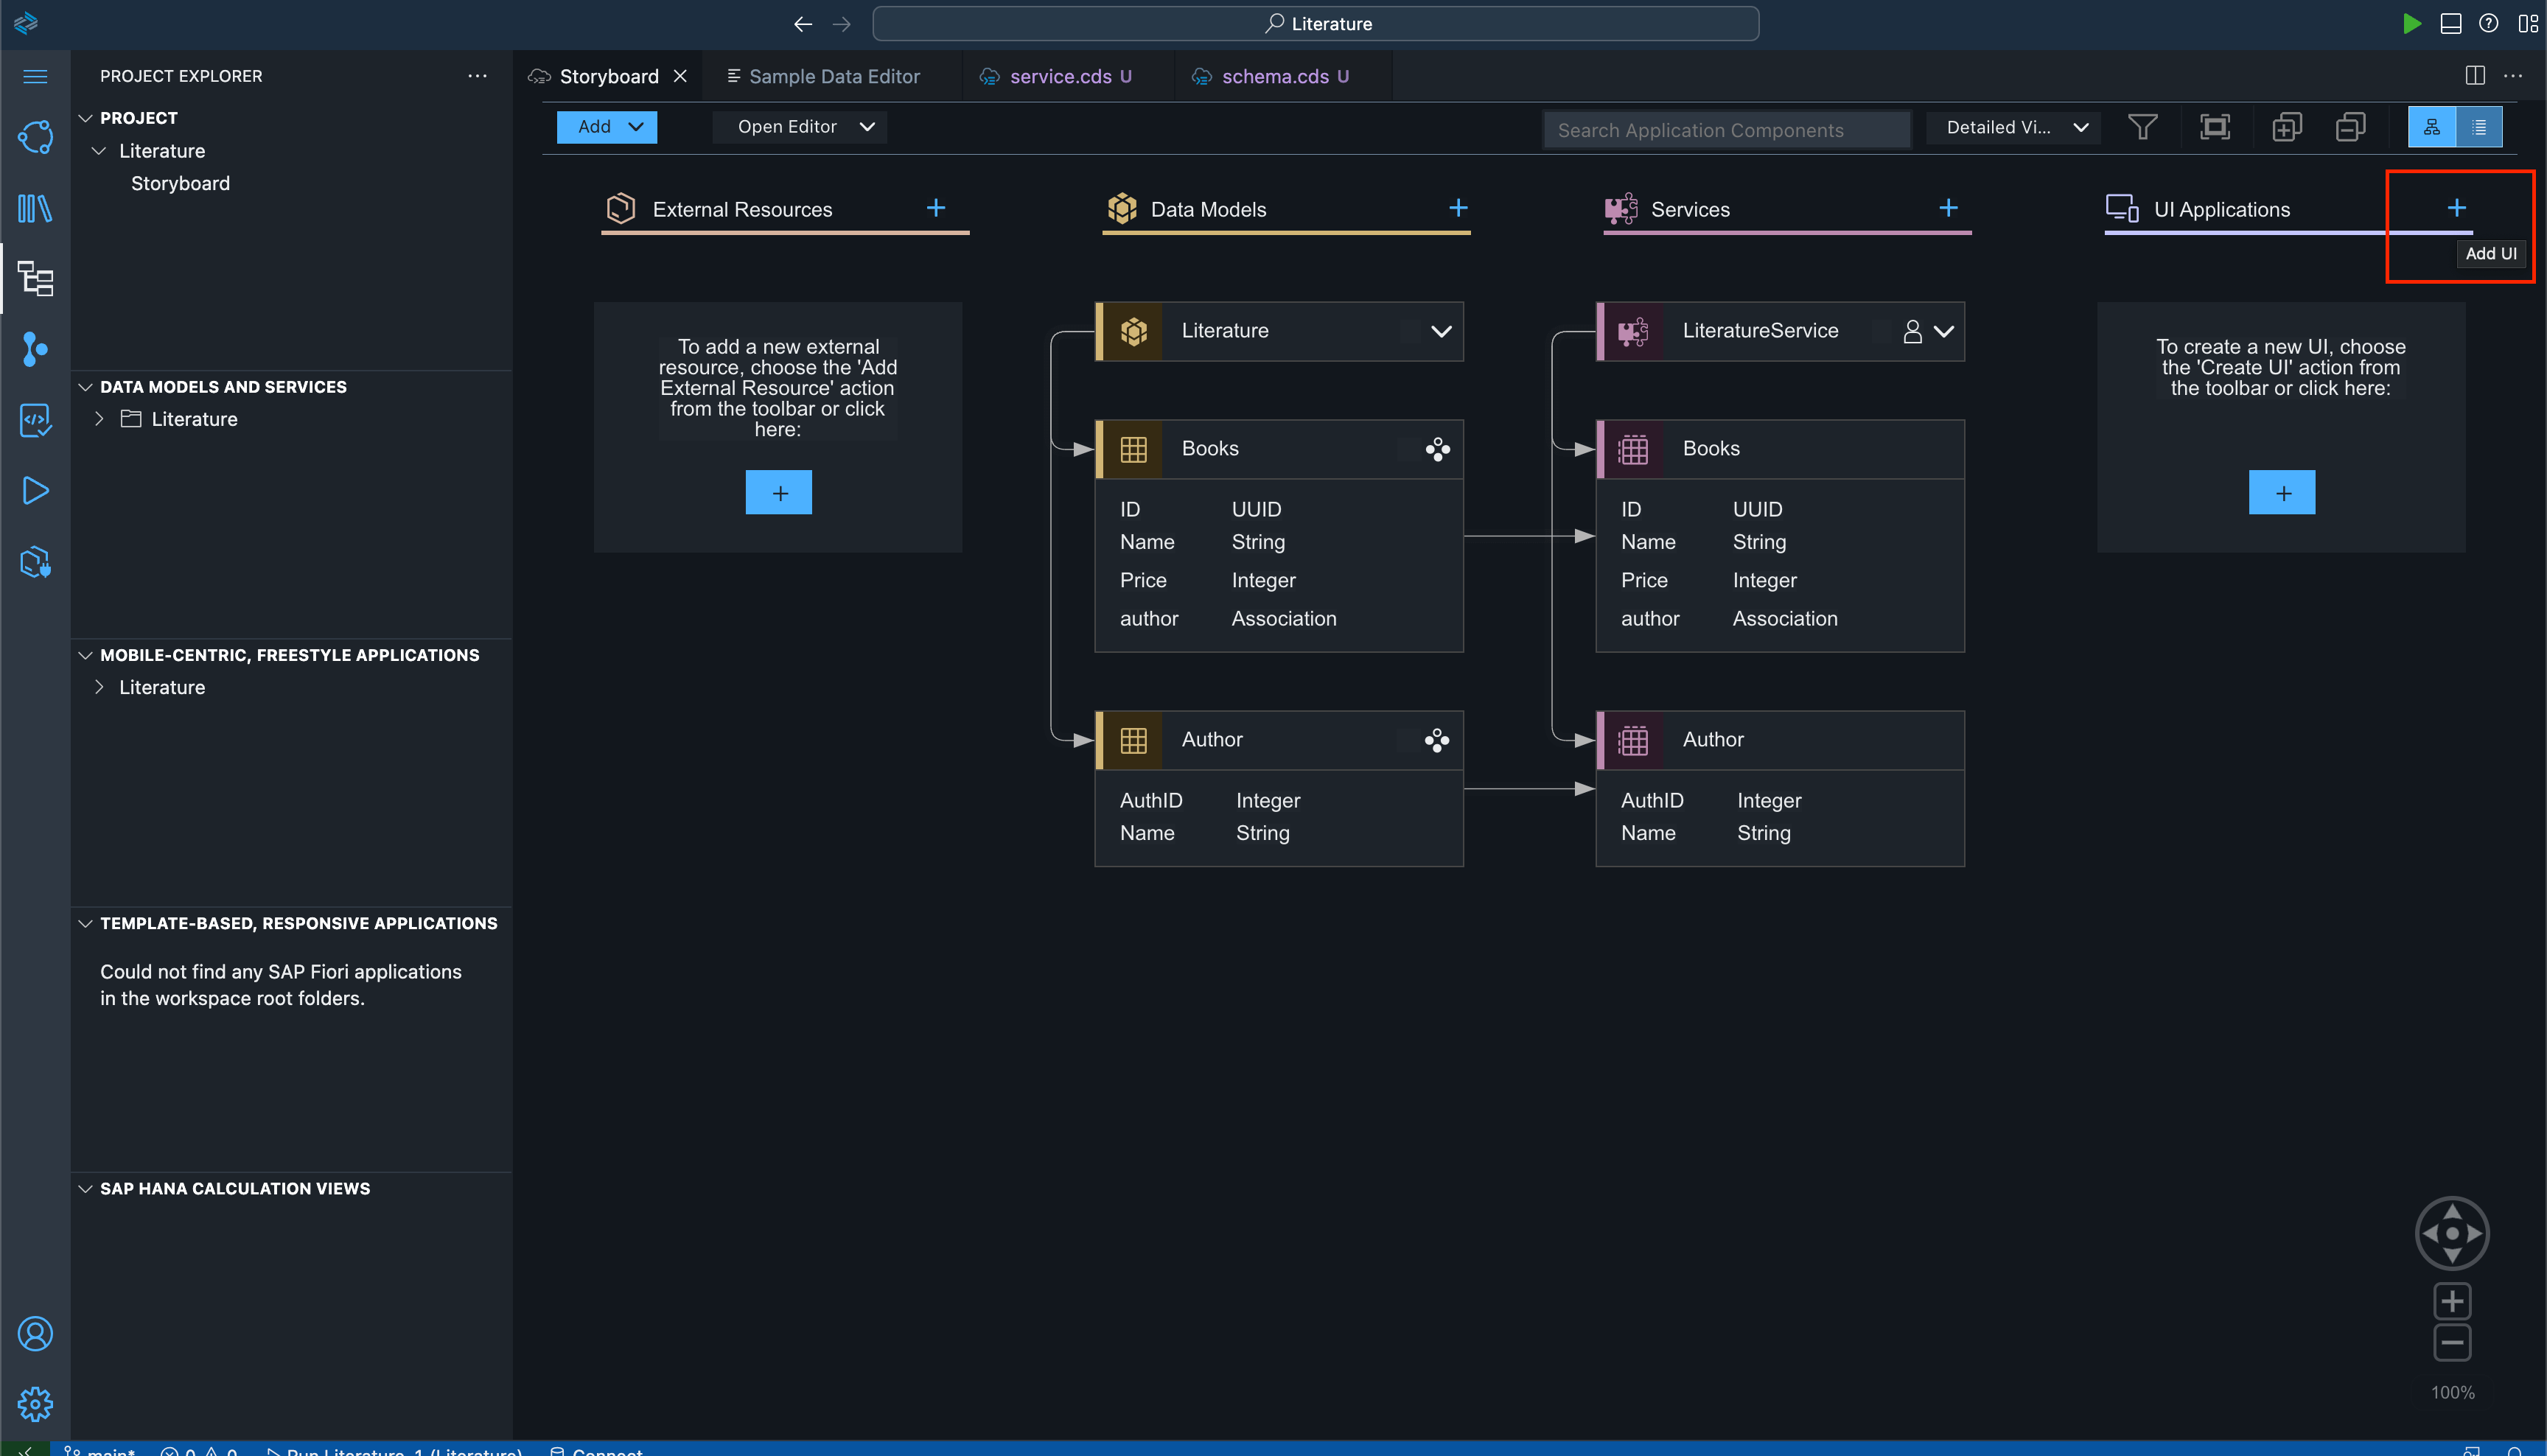 Literature
PROJECT EXPLORER
Storyboard
Sample Data Editor
service.cds U
schema.cds U
PROJECT
Literature
Storyboard
DATA MODELS AND SERVICES
Literature
MOBILE-CENTRIC, FREESTYLE APPLICATIONS
Literature
TEMPLATE-BASED, RESPONSIVE APPLICATIONS
Could not find any SAP Fiori applications
in the workspace root folders.
SAP HANA CALCULATION VIEWS
Add
Open Editor
Search Application Components
Detailed Vi...
External Resources
Data Models
Services
UI Applications
Add UI
To add a new external
resource, choose the 'Add
External Resource' action
from the toolbar or click
here:
Literature
Books
ID UUID
Name String
Price Integer
author Association
Author
AuthID Integer
Name String
LiteratureService
Books
ID UUID
Name String
Price Integer
author Association
Author
AuthID Integer
Name String
To create a new UI, choose
the 'Create UI' action from
the toolbar or click here:
100%
main* 0 0 Run Literature-1 (Literature) Connect